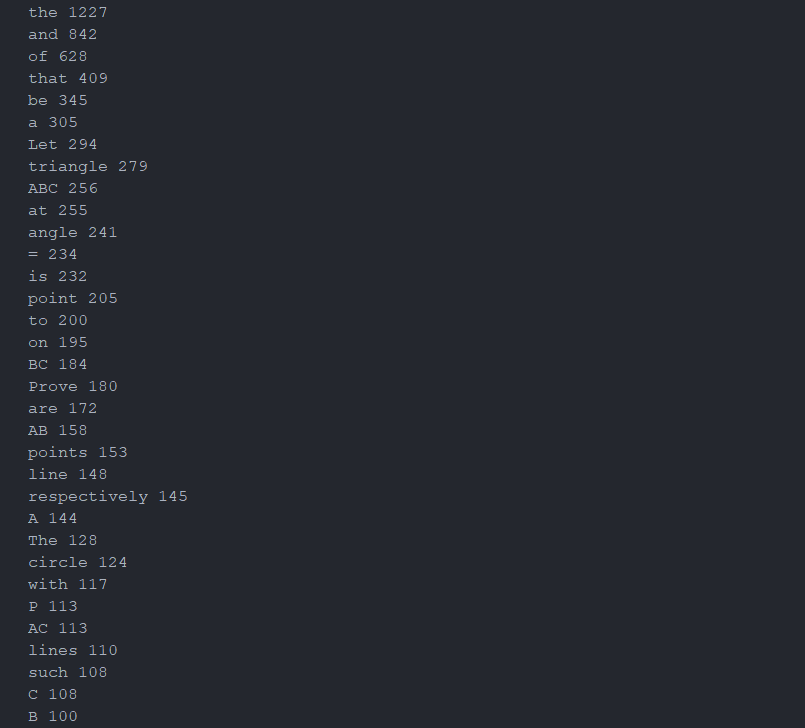 the 1227
and 842
of 628
that 409
be 345
a 305
Let 294
triangle 279
ABC 256
at 255
angle 241
= 234
is 232
point 205
to 200
on 195
BC 184
Prove 180
are 172
AB 158
points 153
line 148
respectively 145
A 144
The 128
circle 124
with 117
P 113
AC 113
lines 110
such 108
C 108
B 100